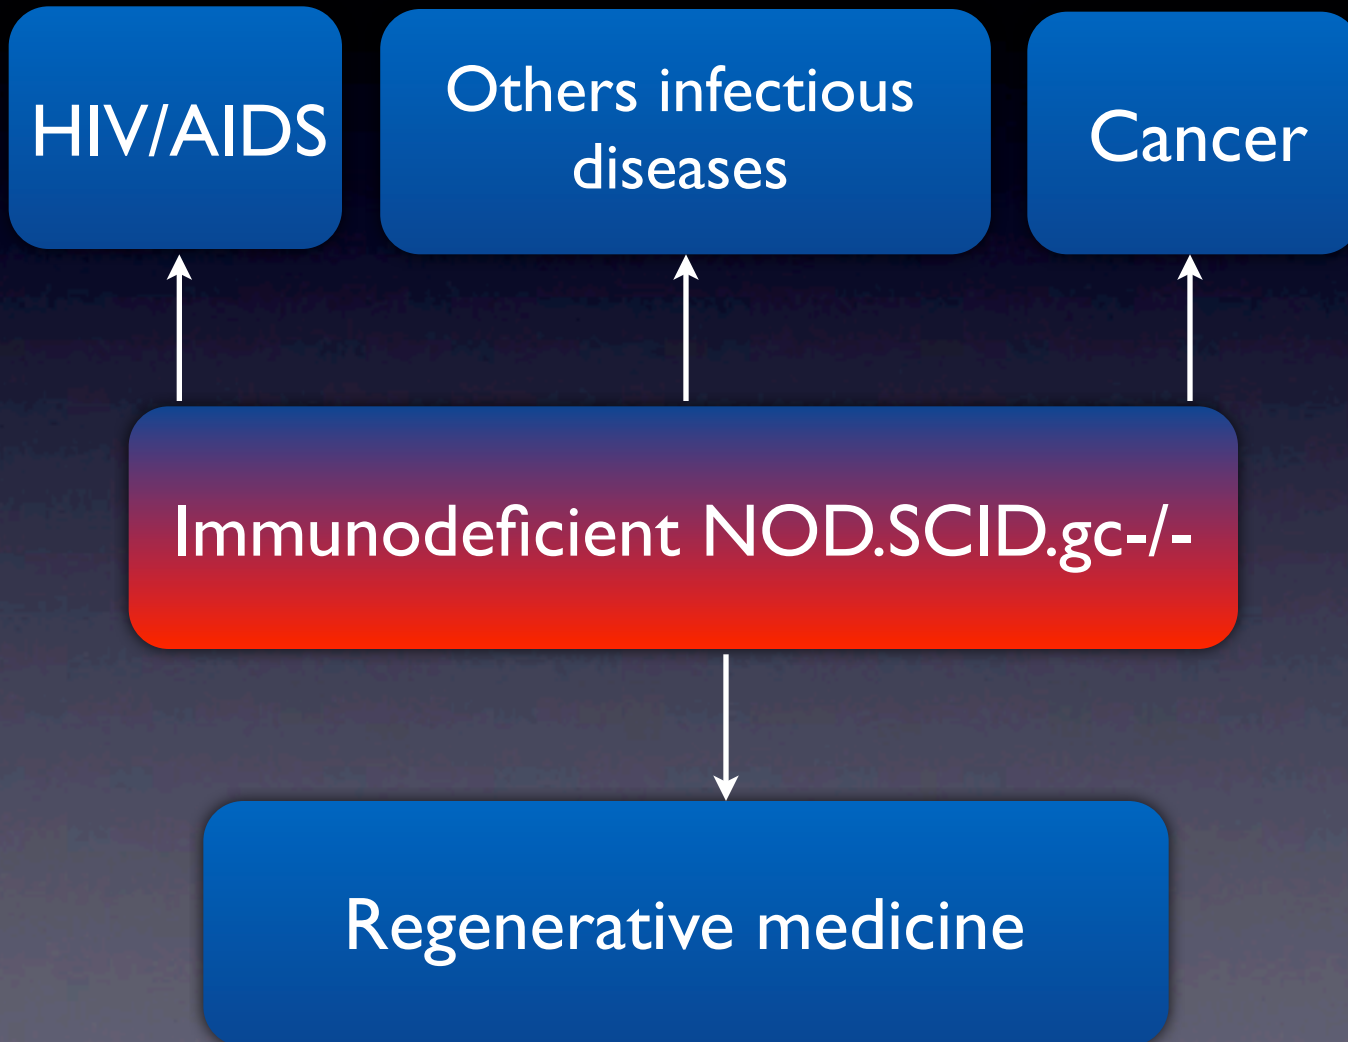 HIV/AIDS
Others infectious
diseases
Cancer
Immunodeficient NOD.SCID.gc-/-
Regenerative medicine